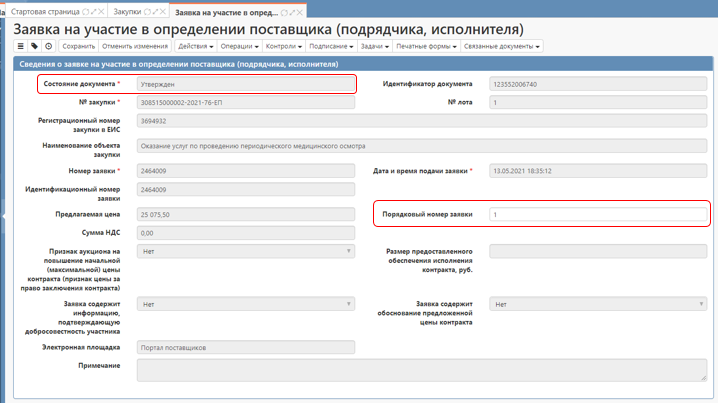 Стартовая страница
Закупки
Заявка на участие в опред...
Заявка на участие в определении поставщика (подрядчика, исполнителя)
Сохранить Отменить изменения Действия Операции Контроли Подписание Задачи Печатные формы Связанные документы
Сведения о заявке на участие в определении поставщика (подрядчика, исполнителя)
Состояние документа * Утвержден Идентификатор документа 123552006740
№ закупки * 308515000002-2021-76-ЕП № лота 1
Регистрационный номер закупки в ЕИС 3694932
Наименование объекта закупки Оказание услуг по проведению периодического медицинского осмотра
Номер заявки * 2464009 Дата и время подачи заявки * 13.05.2021 18:35:12
Идентификационный номер заявки 2464009
Предлагаемая цена 25 075,50 Порядковый номер заявки 1
Сумма НДС 0,00
Признак аукциона на повышение начальной (максимальной) цены контракта (признак цены за право заключения контракта) Нет Размер предоставленного обеспечения исполнения контракта, руб.
Заявка содержит информацию, подтверждающую добросовестность участника Нет Заявка содержит обоснование предложенной цены контракта Нет
Электронная площадка Портал поставщиков
Примечание